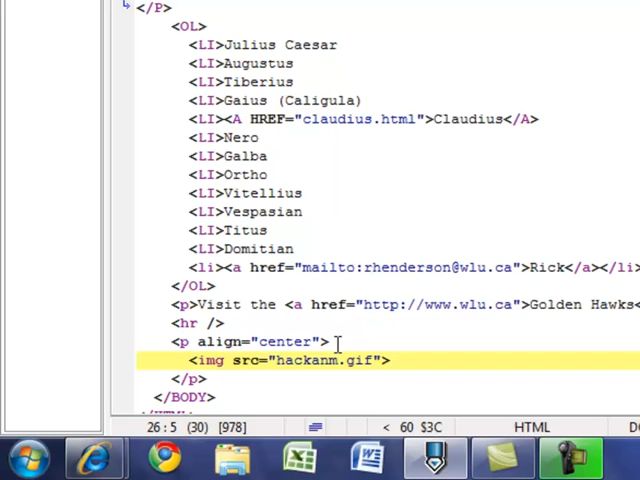 </P>
<OL>
<LI>Julius Caesar
<LI>Augustus
<LI>Tiberius
<LI>Gaius (Caligula)
<LI><A HREF="claudius.html">Claudius</A>
<LI>Nero
<LI>Galba
<LI>Ortho
<LI>Vitellius
<LI>Vespasian
<LI>Titus
<LI>Domitian
<li><a href="mailto:rhenderson@wlu.ca">Rick</a></li>
</OL>
<p>Visit the <a href="http://www.wlu.ca">Golden Hawks<
<hr />
<p align="center">
<img src="hackanm.gif">
</p>
</BODY>
</HTML>
26:5 (30) [978] < 60 $3C HTML DO